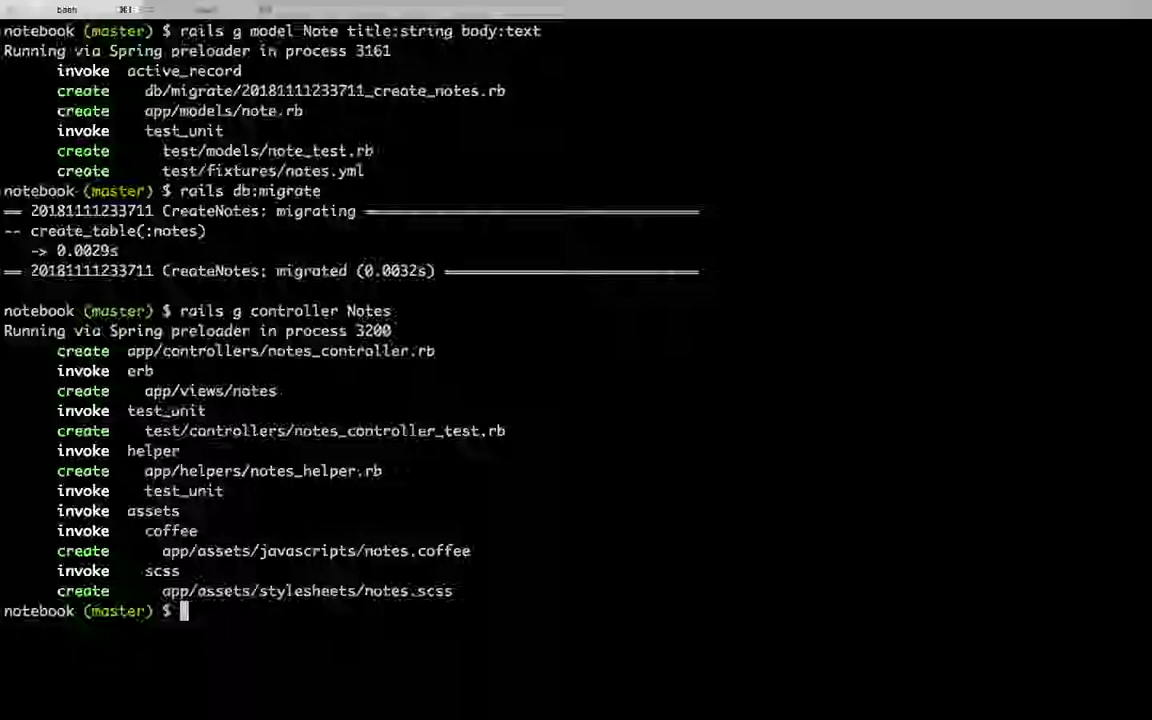 bash
notebook (master) $ rails g model Note title:string body:text
Running via Spring preloader in process 3161
invoke active_record
create db/migrate/20181111233711_create_notes.rb
create app/models/note.rb
invoke test_unit
create test/models/note_test.rb
create test/fixtures/notes.yml
notebook (master) $ rails db:migrate
== 20181111233711 CreateNotes: migrating ======================================
-- create_table(:notes)
-> 0.0029s
== 20181111233711 CreateNotes: migrated (0.0032s) =============================
notebook (master) $ rails g controller Notes
Running via Spring preloader in process 3200
create app/controllers/notes_controller.rb
invoke erb
create app/views/notes
invoke test_unit
create test/controllers/notes_controller_test.rb
invoke helper
create app/helpers/notes_helper.rb
invoke test_unit
invoke assets
invoke coffee
create app/assets/javascripts/notes.coffee
invoke scss
create app/assets/stylesheets/notes.scss
notebook (master) $